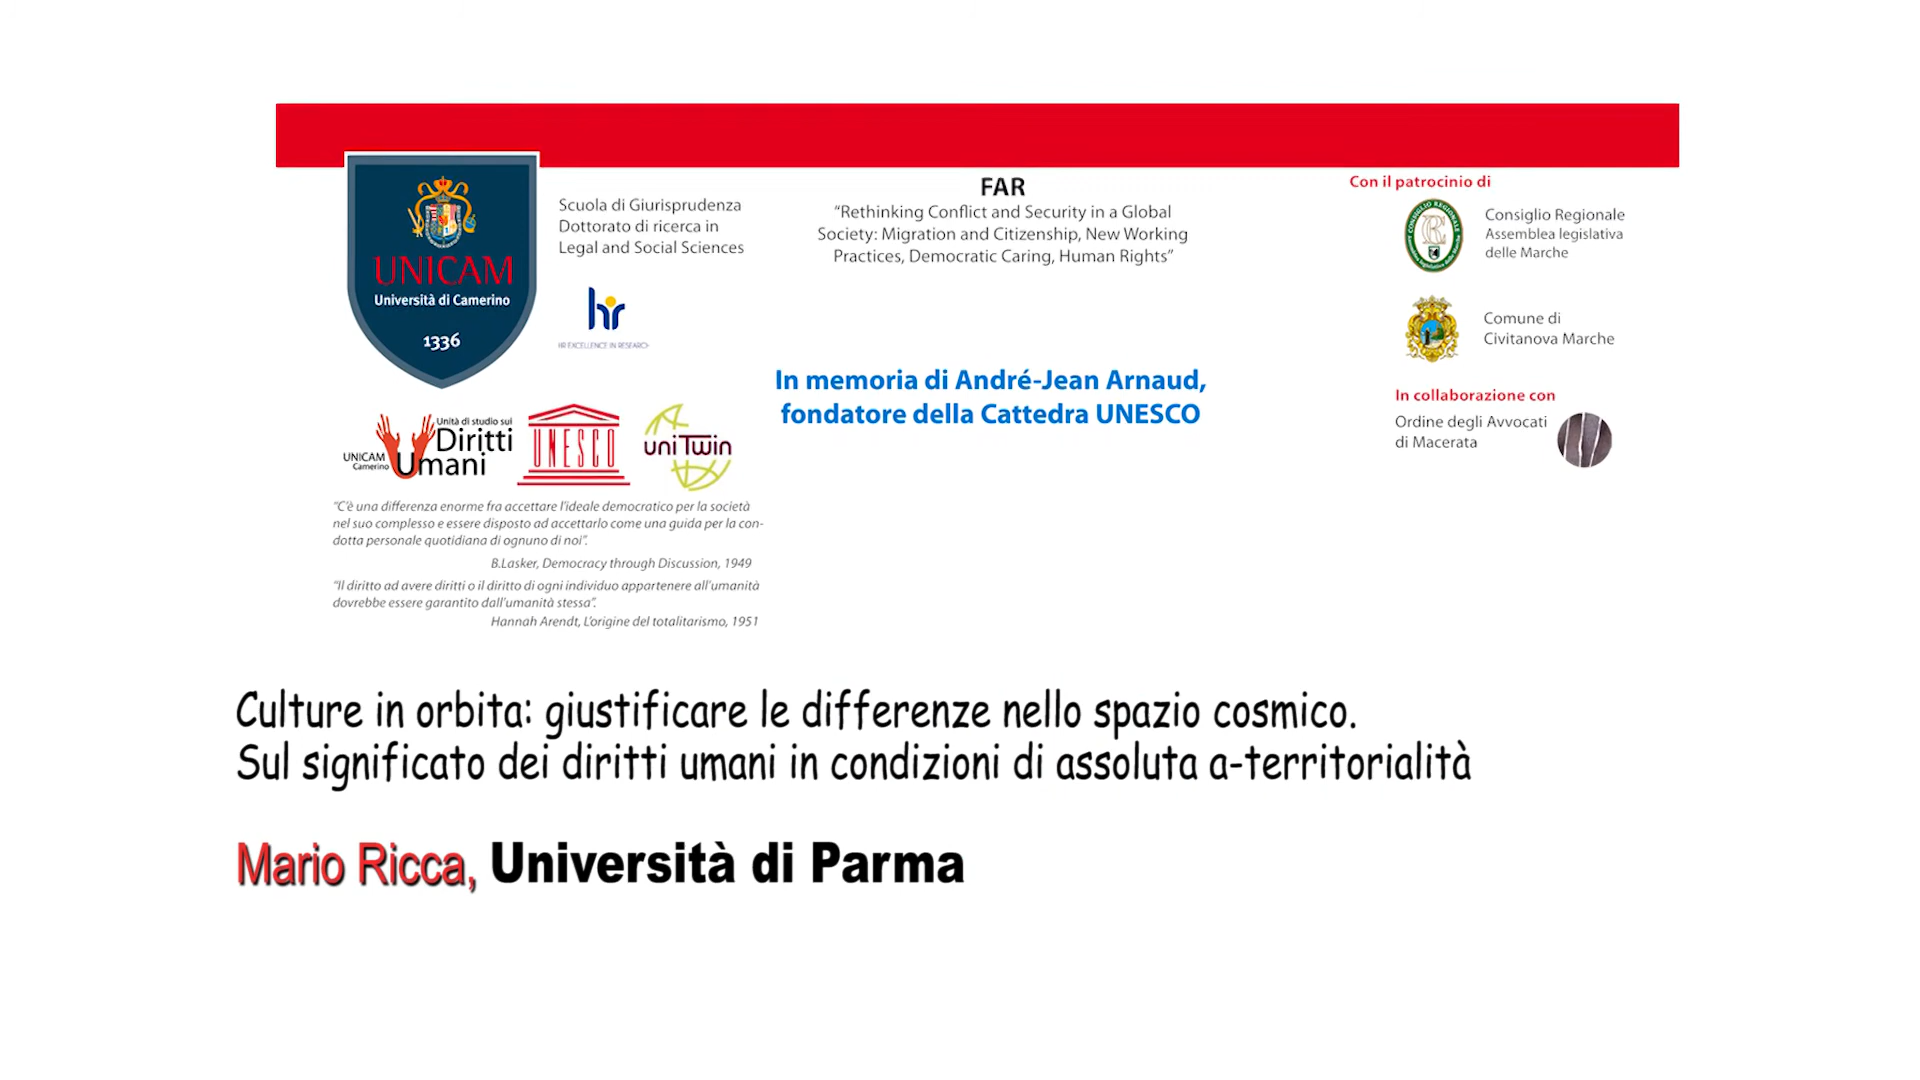 UNICAM
Università di Camerino
1336
Scuola di Giurisprudenza
Dottorato di ricerca in
Legal and Social Sciences
hr
HR EXCELLENCE IN RESEARCH
UNICAM
Camerino
Unità di studio sui
Diritti
Umani
UNESCO
uniTwin
“C'è una differenza enorme fra accettare l'ideale democratico per la società
nel suo complesso e essere disposto ad accettarlo come una guida per la con-
dotta personale quotidiana di ognuno di noi”.
B.Lasker, Democracy through Discussion, 1949
“Il diritto ad avere diritti o il diritto di ogni individuo appartenere all'umanità
dovrebbe essere garantito dall'umanità stessa”.
Hannah Arendt, L'origine del totalitarismo, 1951
FAR
“Rethinking Conflict and Security in a Global
Society: Migration and Citizenship, New Working
Practices, Democratic Caring, Human Rights”
In memoria di André-Jean Arnaud,
fondatore della Cattedra UNESCO
Con il patrocinio di
Consiglio Regionale
Assemblea legislativa
delle Marche
Comune di
Civitanova Marche
In collaborazione con
Ordine degli Avvocati
di Macerata
Culture in orbita: giustificare le differenze nello spazio cosmico.
Sul significato dei diritti umani in condizioni di assoluta a-territorialità
Mario Ricca, Università di Parma